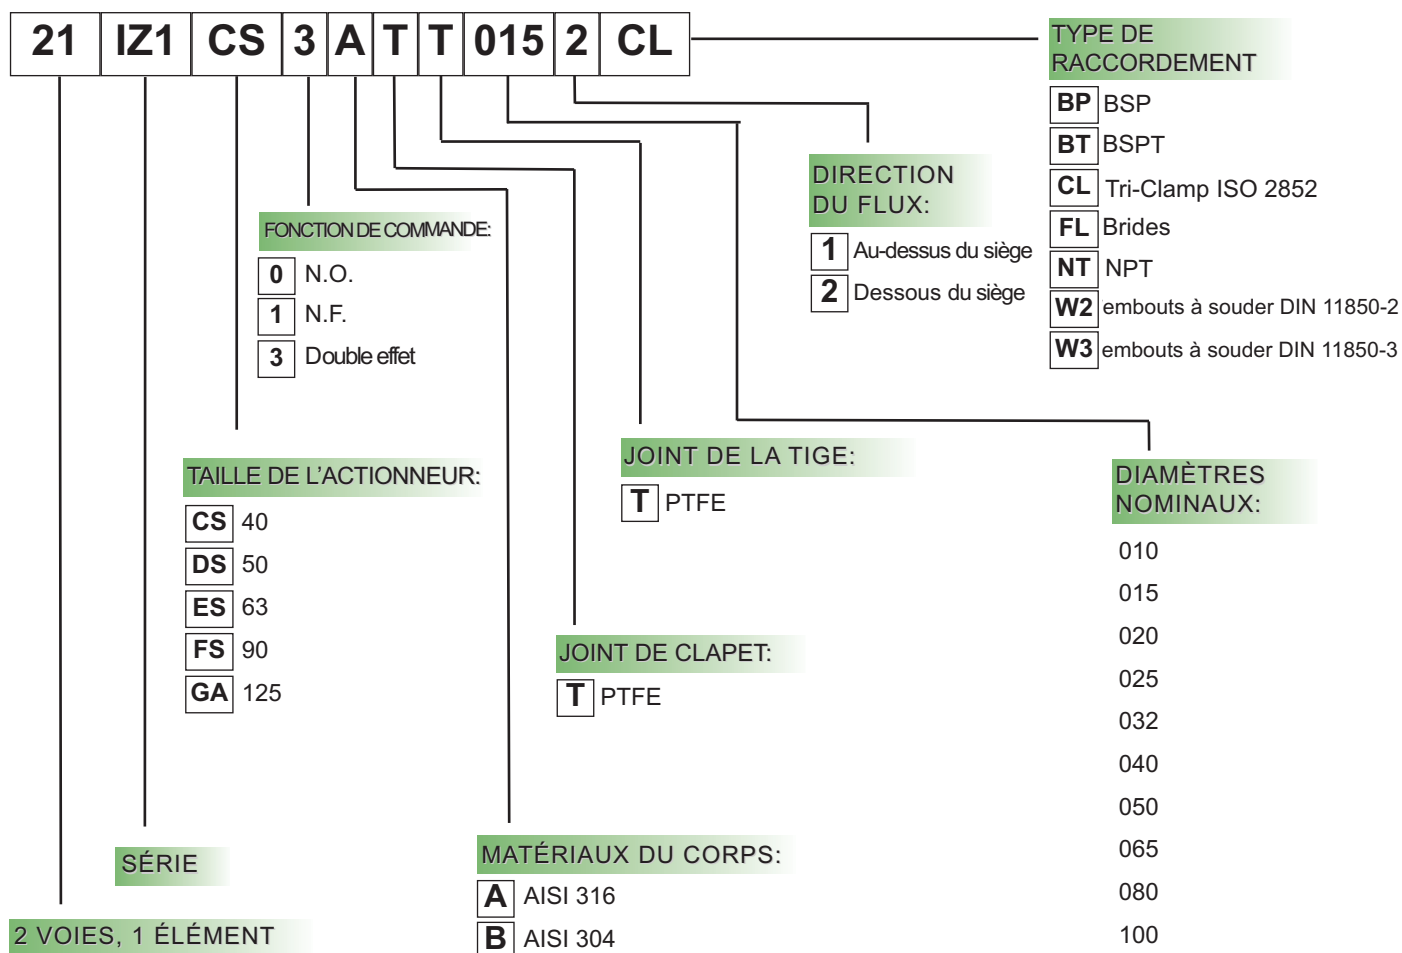 21 IZ1 CS 3 A T T 015 2 CL
TYPE DE
RACCORDEMENT
BP BSP
BT BSPT
CL Tri-Clamp ISO 2852
FL Brides
NT NPT
W2 embouts à souder DIN 11850-2
W3 embouts à souder DIN 11850-3
DIRECTION
DU FLUX:
1 Au-dessus du siège
2 Dessous du siège
FONCTION DE COMMANDE:
0 N.O.
1 N.F.
3 Double effet
TAILLE DE L'ACTIONNEUR:
CS 40
DS 50
ES 63
FS 90
GA 125
JOINT DE LA TIGE:
T PTFE
DIAMÈTRES
NOMINAUX:
010
015
020
025
032
040
050
065
080
100
JOINT DE CLAPET:
T PTFE
SÉRIE
MATÉRIAUX DU CORPS:
A AISI 316
B AISI 304
2 VOIES, 1 ÉLÉMENT